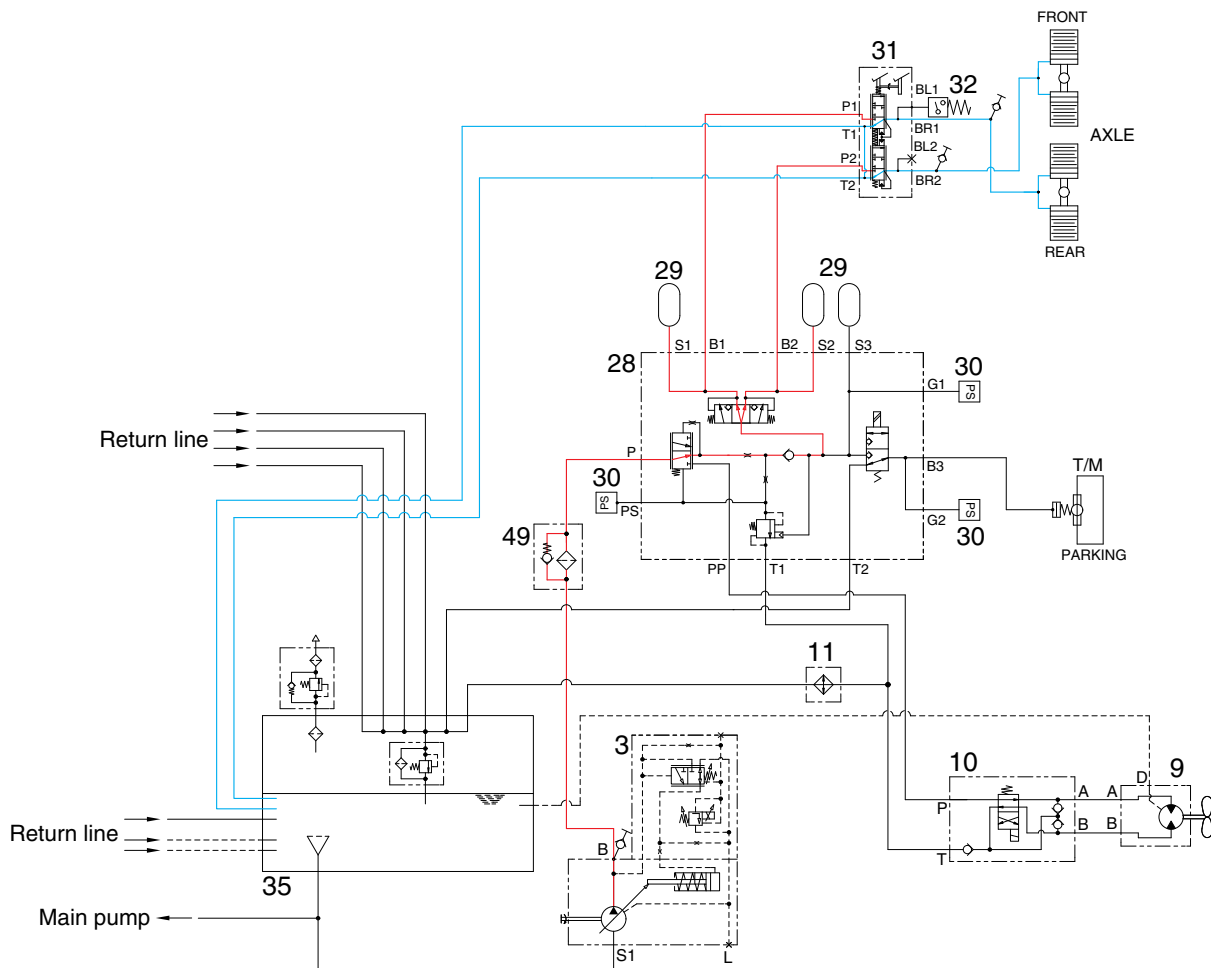 FRONT
31
BL1
32
P1
T1
BR1
BL2
AXLE
P2
T2
BR2
REAR
29
29
S1
B1
B2
S2
S3
28
G1
30
PS
Return line
P
B3
T/M
30
PS
PS
G2
PS
30
PARKING
49
PP
T1
T2
11
3
10
D
9
P
A
A
B
B
T
B
Return line
35
Main pump
S1
L